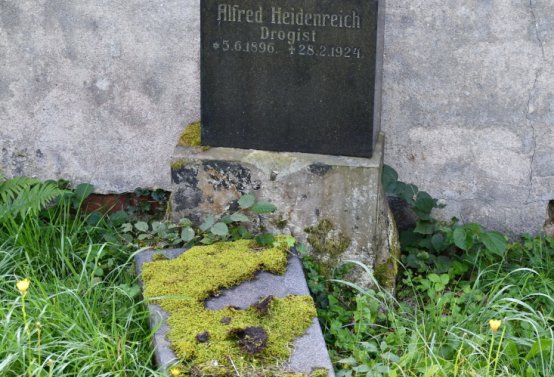 Alfred Heidenreich
Drogist
*5.6.1896. ✢28.2.1924.